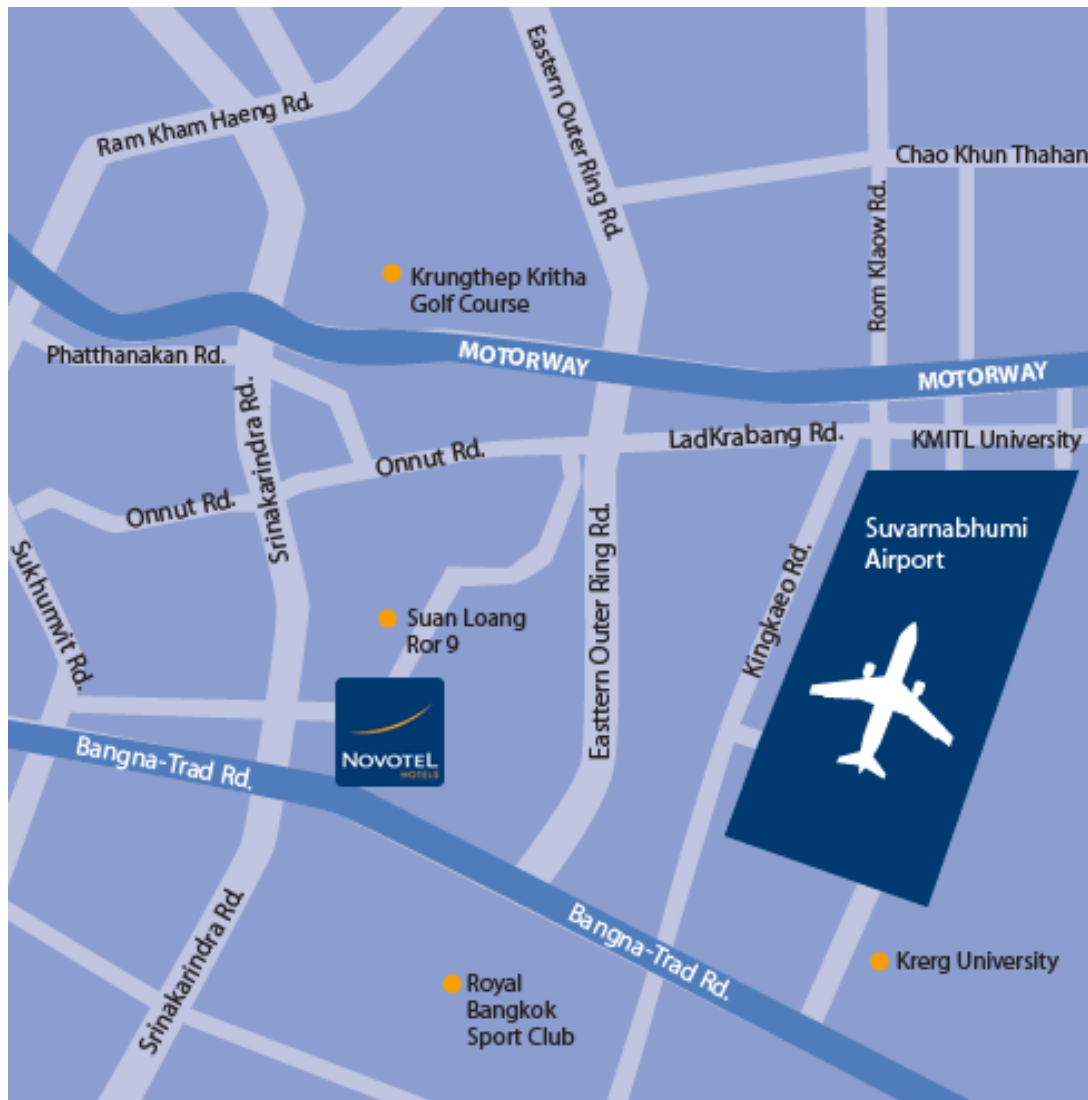 Ram Kham Haeng Rd.
Eastern Outer Ring Rd.
Chao Khun Thahan
Rom Klaow Rd.
Krungthep Kritha
Golf Course
MOTORWAY
MOTORWAY
Phatthanakan Rd.
Srinakarindra Rd.
Onnut Rd.
LadKrabang Rd.
KMITL University
Onnut Rd.
Sukhumvit Rd.
Easttern Outer Ring Rd.
Kingkaeo Rd.
Suvarnabhumi
Airport
Suan Loang
Ror 9
NOVOTEL
HOTELS
Bangna-Trad Rd.
Bangna-Trad Rd.
Srinakarindra Rd.
Krerg University
Royal
Bangkok
Sport Club